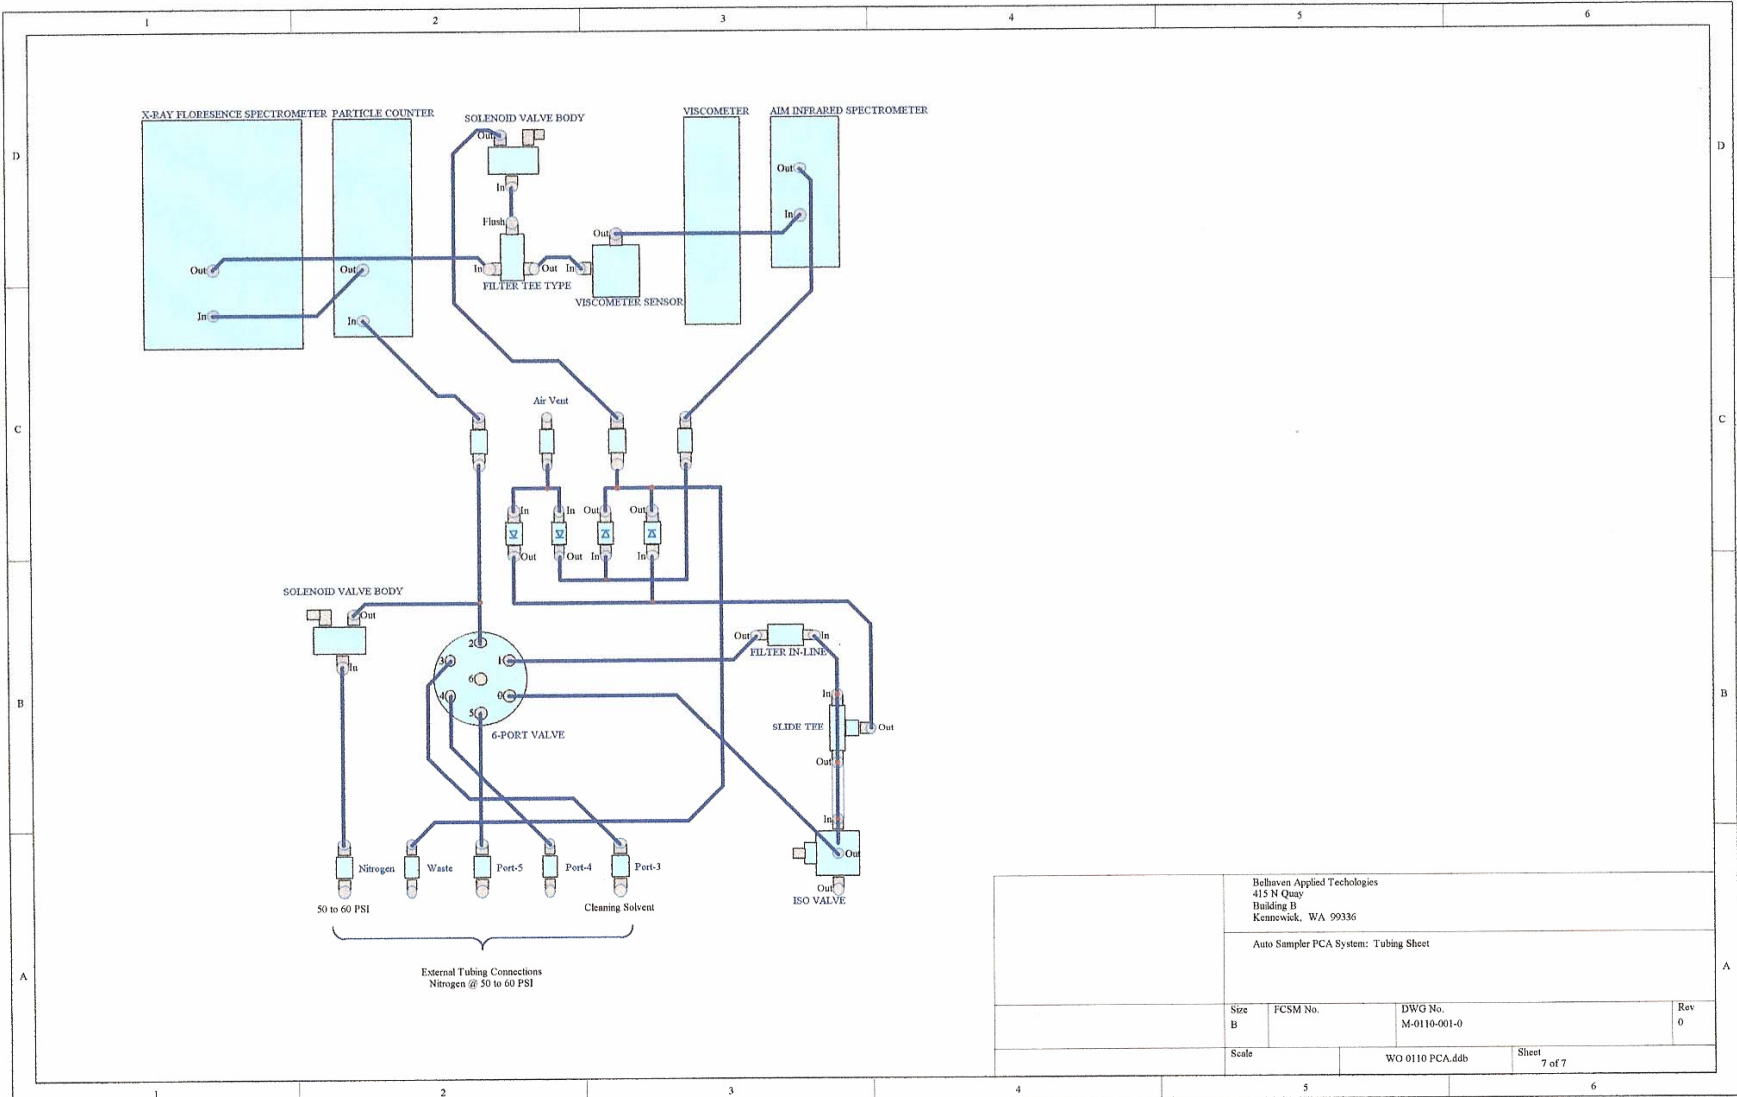 1 2 3 4 5 6
X-RAY FLORESENCE SPECTROMETER PARTICLE COUNTER
SOLENOID VALVE BODY
VISCOMETER
AIM INFRARED SPECTROMETER
D
D
Out
In
Flush
Out
In
Out
Out
In
Out
In
In
Out
In
FILTER TEE TYPE
VISCOMETER SENSOR
Out
In
Air Vent
C
C
In
In
Out
Out
Out
Out
In
In
SOLENOID VALVE BODY
Out
In
2
3
1
6
4
0
5
6-PORT VALVE
Out
In
FILTER IN-LINE
In
SLIDE TEE
Out
Out
B
B
In
Out
Out
ISO VALVE
Nitrogen
Waste
Port-5
Port-4
Port-3
50 to 60 PSI
Cleaning Solvent
External Tubing Connections
Nitrogen @ 50 to 60 PSI
A
A
Belhaven Applied Techologies
415 N Quay
Building B
Kennewick, WA 99336
Auto Sampler PCA System: Tubing Sheet
Size
B
FCSM No.
DWG No.
M-0110-001-0
Rev
0
Scale
WO 0110 PCA.ddb
Sheet
7 of 7
1 2 3 4 5 6